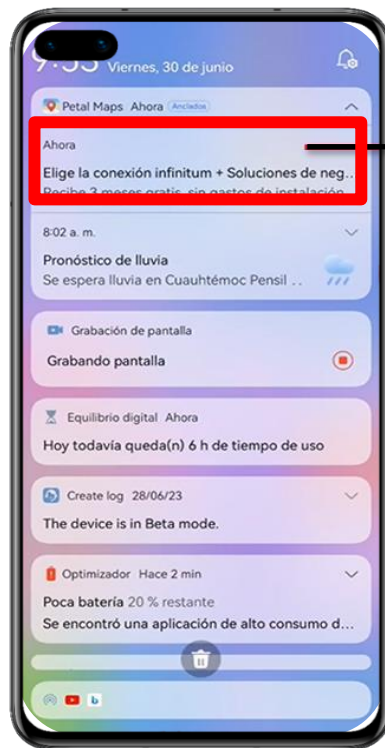 Viernes, 30 de junio
Petal Maps Ahora Anclados
Ahora
Elige la conexión infinitum + Soluciones de neg..
Recibe 3 meses gratis, sin gastos de instalación
8:02 a. m.
Pronóstico de lluvia
Se espera lluvia en Cuauhtémoc Pensil ..
Grabación de pantalla
Grabando pantalla
Equilibrio digital Ahora
Hoy todavía queda(n) 6 h de tiempo de uso
Create log 28/06/23
The device is in Beta mode.
Optimizador Hace 2 min
Poca batería 20 % restante
Se encontró una aplicación de alto consumo d...
b